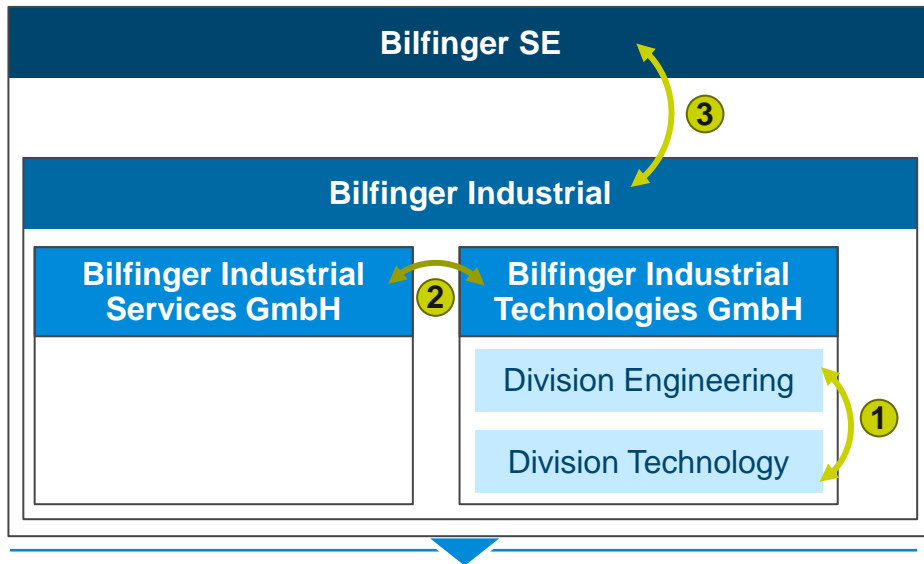 Bilfinger SE
3
Bilfinger Industrial
Bilfinger Industrial
Services GmbH
2
Bilfinger Industrial
Technologies GmbH
Division Engineering
1
Division Technology